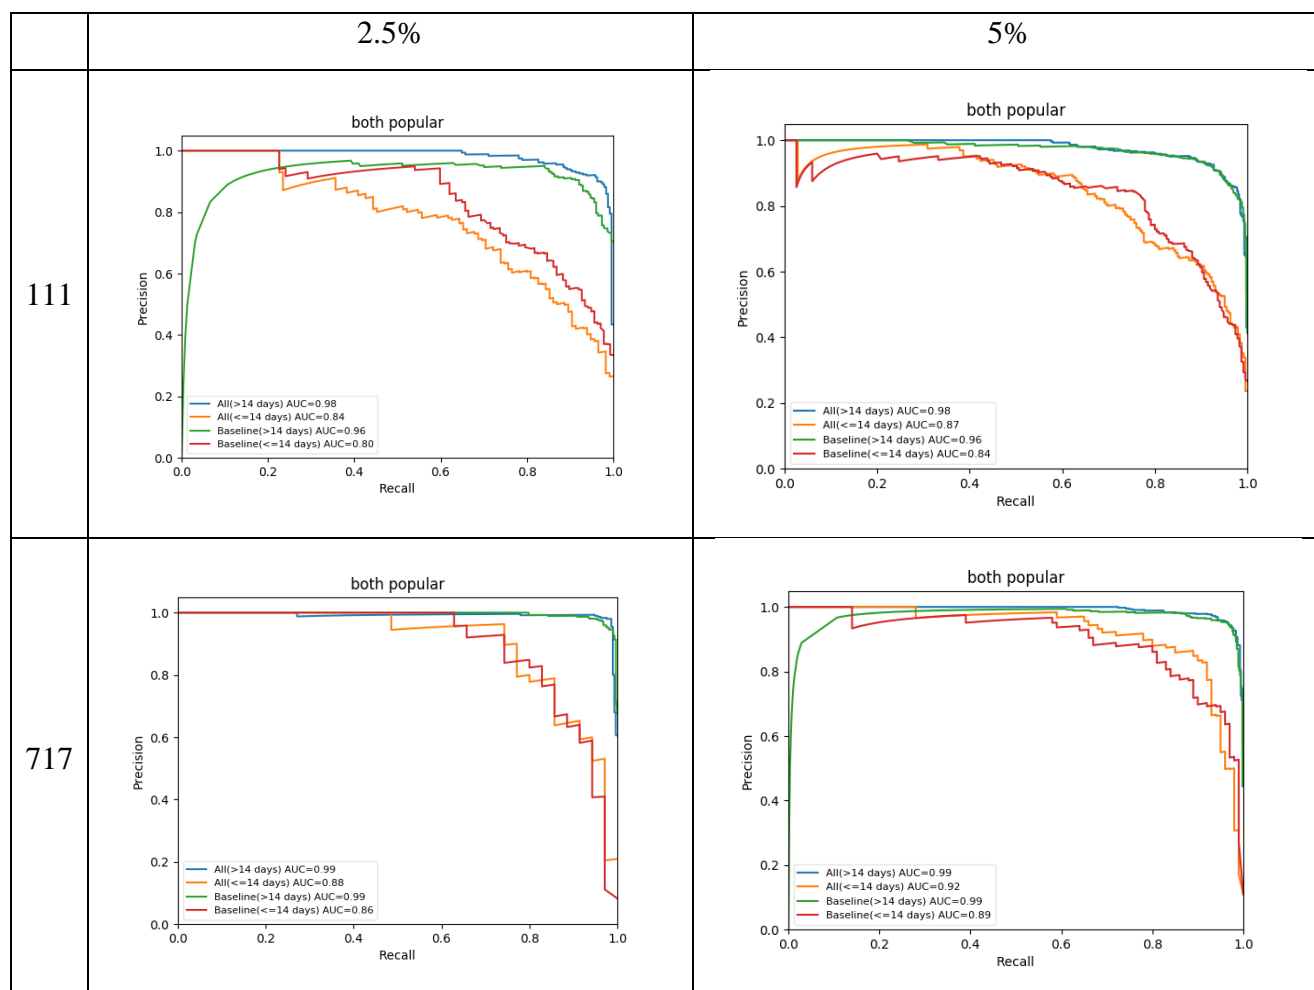 2.5%
5%
111
both popular
Precision
1.0
0.8
0.6
0.4
0.2
0.0
All(>14 days) AUC=0.98
All(<=14 days) AUC=0.84
Baseline(>14 days) AUC=0.96
Baseline(<=14 days) AUC=0.80
0.0 0.2 0.4 0.6 0.8 1.0
Recall
both popular
Precision
1.0
0.8
0.6
0.4
0.2
0.0
All(>14 days) AUC=0.98
All(<=14 days) AUC=0.87
Baseline(>14 days) AUC=0.96
Baseline(<=14 days) AUC=0.84
0.0 0.2 0.4 0.6 0.8 1.0
Recall
717
both popular
Precision
1.0
0.8
0.6
0.4
0.2
0.0
All(>14 days) AUC=0.99
All(<=14 days) AUC=0.88
Baseline(>14 days) AUC=0.99
Baseline(<=14 days) AUC=0.86
0.0 0.2 0.4 0.6 0.8 1.0
Recall
both popular
Precision
1.0
0.8
0.6
0.4
0.2
0.0
All(>14 days) AUC=0.99
All(<=14 days) AUC=0.92
Baseline(>14 days) AUC=0.99
Baseline(<=14 days) AUC=0.89
0.0 0.2 0.4 0.6 0.8 1.0
Recall